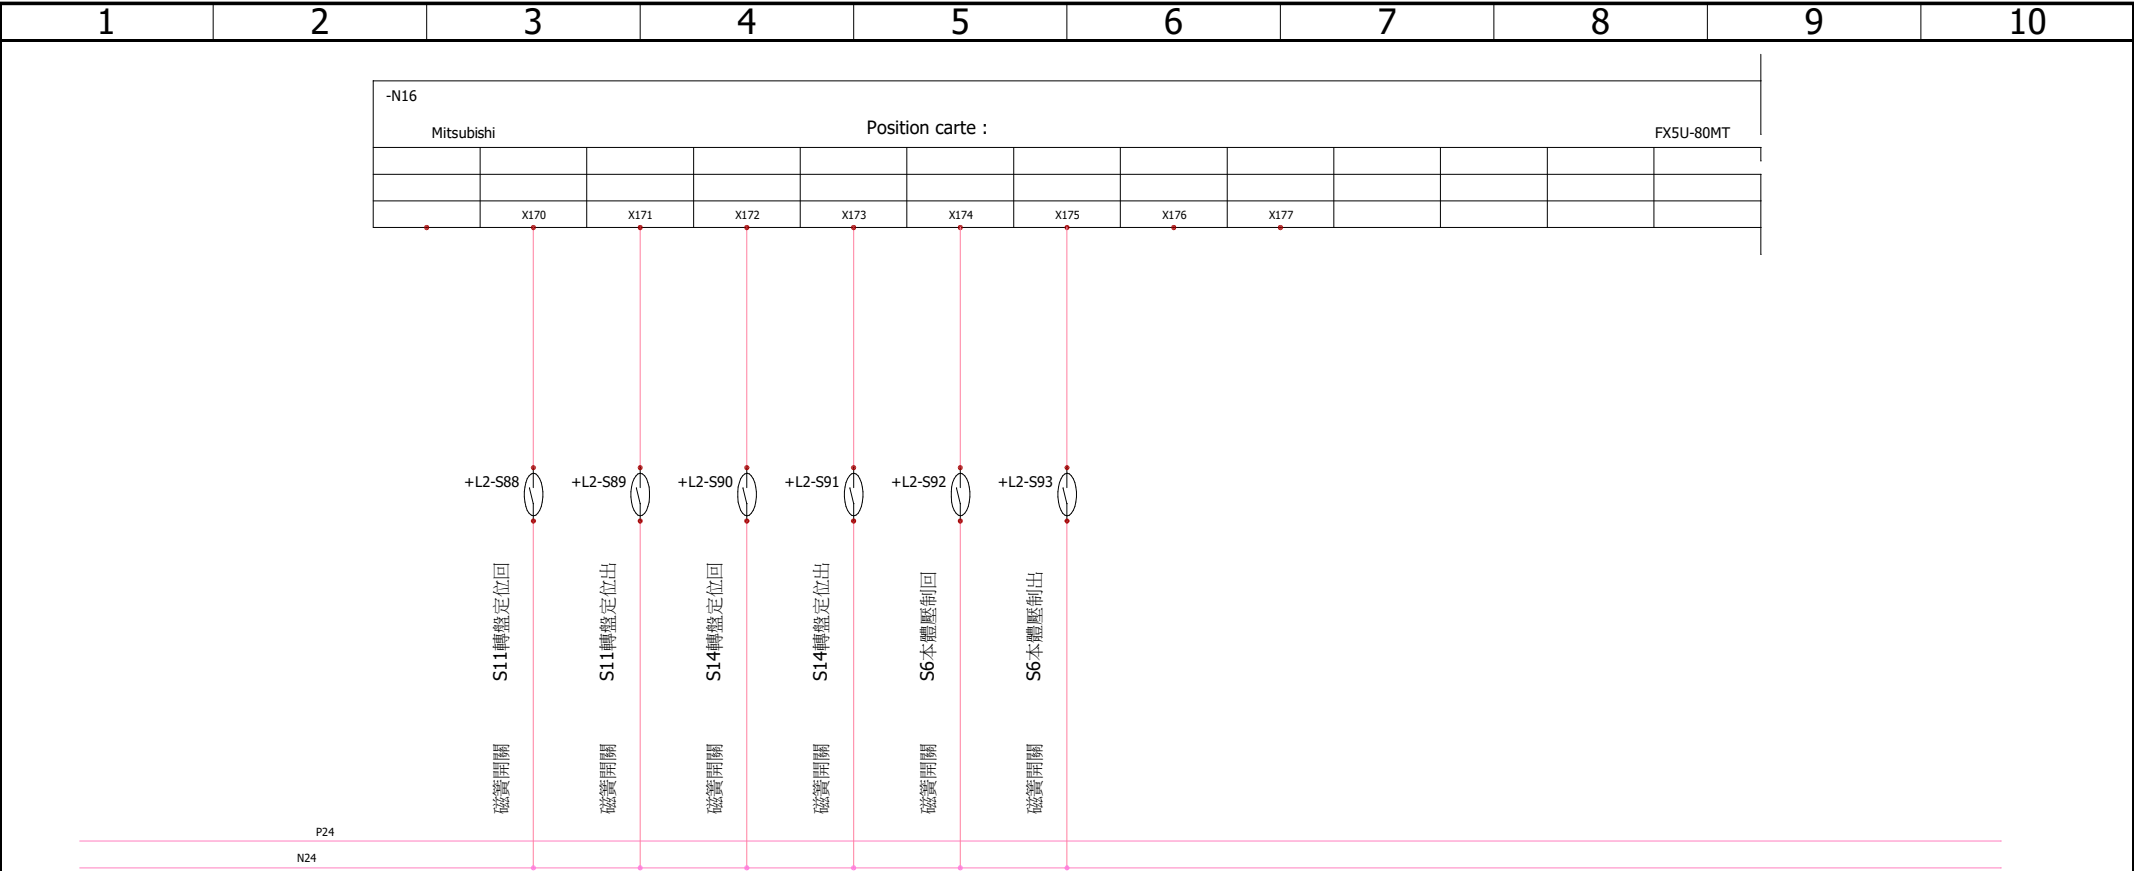 1 2 3 4 5 6 7 8 9 10
-N16
Mitsubishi Position carte : FX5U-80MT
X170 X171 X172 X173 X174 X175 X176 X177
+L2-S88 +L2-S89 +L2-S90 +L2-S91 +L2-S92 +L2-S93
S11轉盤定位回
S11轉盤定位出
S14轉盤定位回
S14轉盤定位出
S6本體壓制回
S6本體壓制出
磁簧開關
磁簧開關
磁簧開關
磁簧開關
磁簧開關
磁簧開關
P24
N24